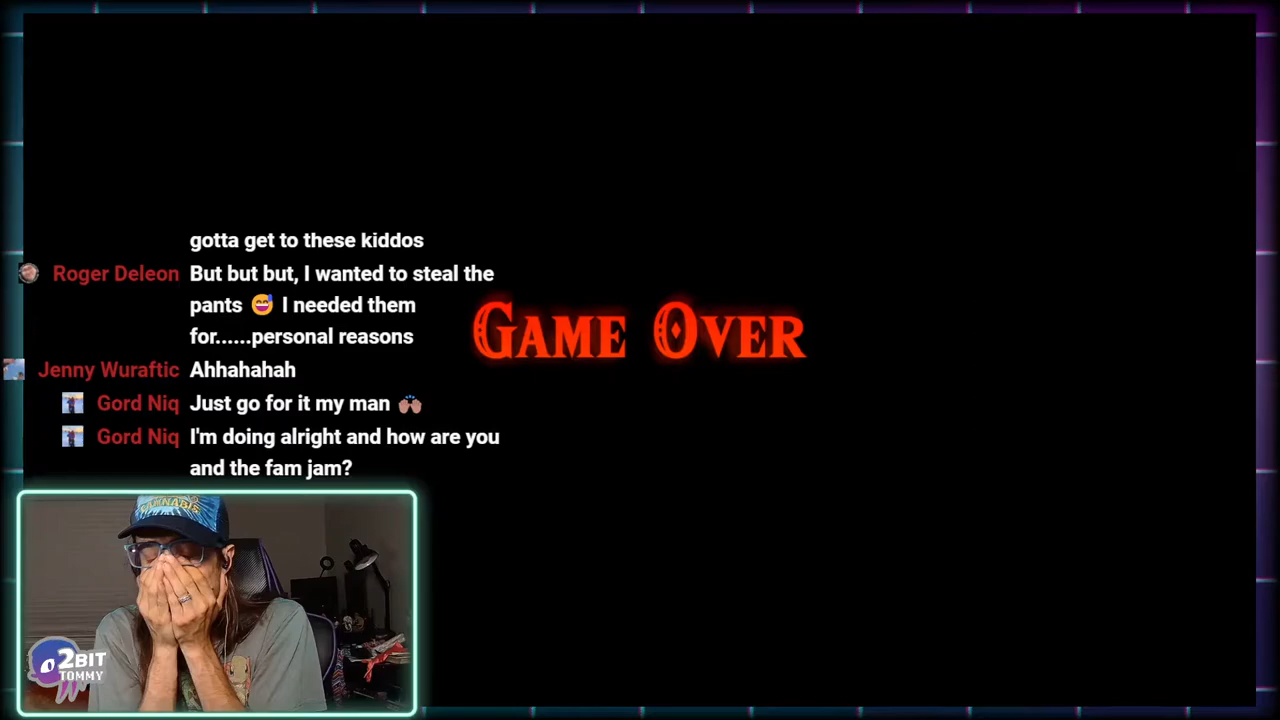 gotta get to these kiddos
Roger Deleon But but but, I wanted to steal the
pants 😅 I needed them
for......personal reasons
Game Over
Jenny Wuraftic Ahhahahah
Gord Niq Just go for it my man 🙌🏽
Gord Niq I'm doing alright and how are you
and the fam jam?
CANNABIS
2BIT
TOMMY